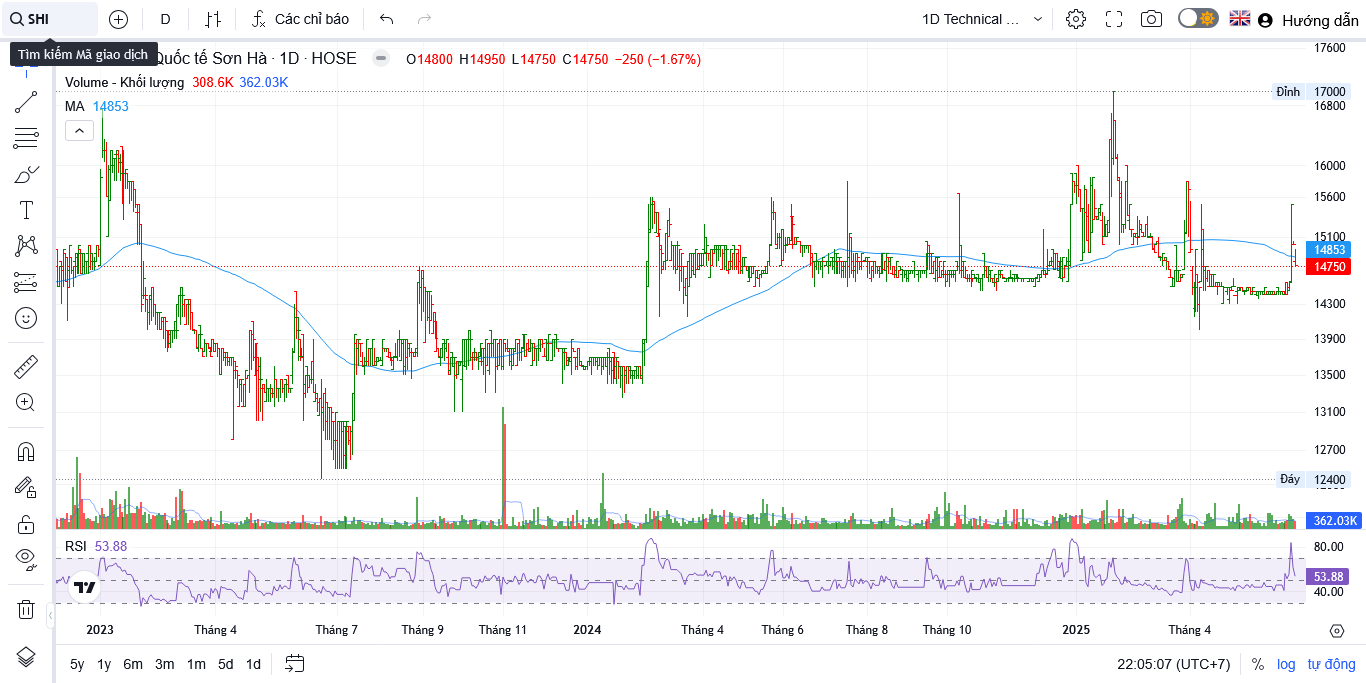 SHI
D
Các chỉ báo
1D Technical ...
Hướng dẫn
Tìm kiếm Mã giao dịch
Quốc tế Sơn Hà · 1D · HOSE
O14800 H14950 L14750 C14750 −250 (−1.67%)
Volume - Khối lượng 308.6K 362.03K
MA 14853
17600
Đỉnh 17000
16800
16000
15600
15100
14853
14750
14300
13900
13500
13100
12700
Đáy 12400
362.03K
RSI 53.88
80.00
53.88
40.00
2023 Tháng 4 Tháng 7 Tháng 9 Tháng 11 2024 Tháng 4 Tháng 6 Tháng 8 Tháng 10 2025 Tháng 4
5y 1y 6m 3m 1m 5d 1d
22:05:07 (UTC+7) % log tự động